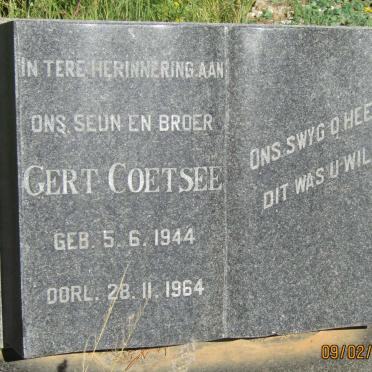 IN TERE HERINNERING AAN
ONS SEUN EN BROER
GERT COETSEE
GEB. 5. 6. 1944
OORL. 28. 11. 1964
ONS SWYG O HEE
DIT WAS U WIL
09/02/